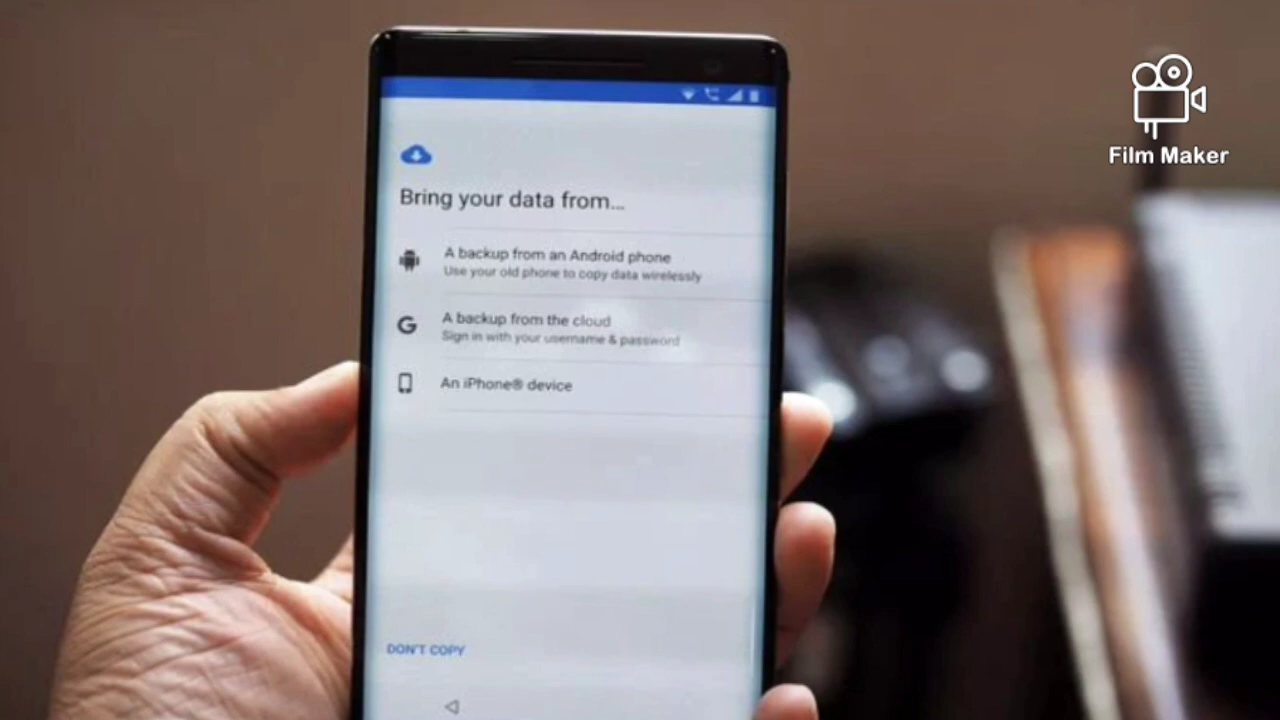 Film Maker
Bring your data from...
A backup from an Android phone
Use your old phone to copy data wirelessly
G
A backup from the cloud
Sign in with your username & password
An iPhone® device
DON'T COPY